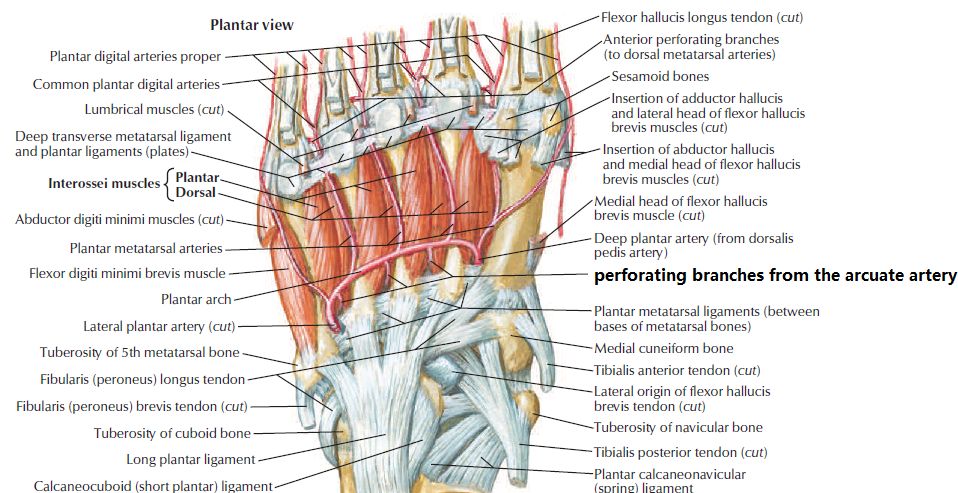 Plantar view
Plantar digital arteries proper
Common plantar digital arteries
Lumbrical muscles (cut)
Deep transverse metatarsal ligament
and plantar ligaments (plates)
Interossei muscles
Plantar
Dorsal
Abductor digiti minimi muscles (cut)
Plantar metatarsal arteries
Flexor digiti minimi brevis muscle
Plantar arch
Lateral plantar artery (cut)
Tuberosity of 5th metatarsal bone
Fibularis (peroneus) longus tendon
Fibularis (peroneus) brevis tendon (cut)
Tuberosity of cuboid bone
Long plantar ligament
Calcaneocuboid (short plantar) ligament
Flexor hallucis longus tendon (cut)
Anterior perforating branches
(to dorsal metatarsal arteries)
Sesamoid bones
Insertion of adductor hallucis
and lateral head of flexor hallucis
brevis muscles (cut)
Insertion of abductor hallucis
and medial head of flexor hallucis
brevis muscles (cut)
Medial head of flexor hallucis
brevis muscle (cut)
Deep plantar artery (from dorsalis
pedis artery)
perforating branches from the arcuate artery
Plantar metatarsal ligaments (between
bases of metatarsal bones)
Medial cuneiform bone
Tibialis anterior tendon (cut)
Lateral origin of flexor hallucis
brevis tendon (cut)
Tuberosity of navicular bone
Tibialis posterior tendon (cut)
Plantar calcaneonavicular
(spring) ligament